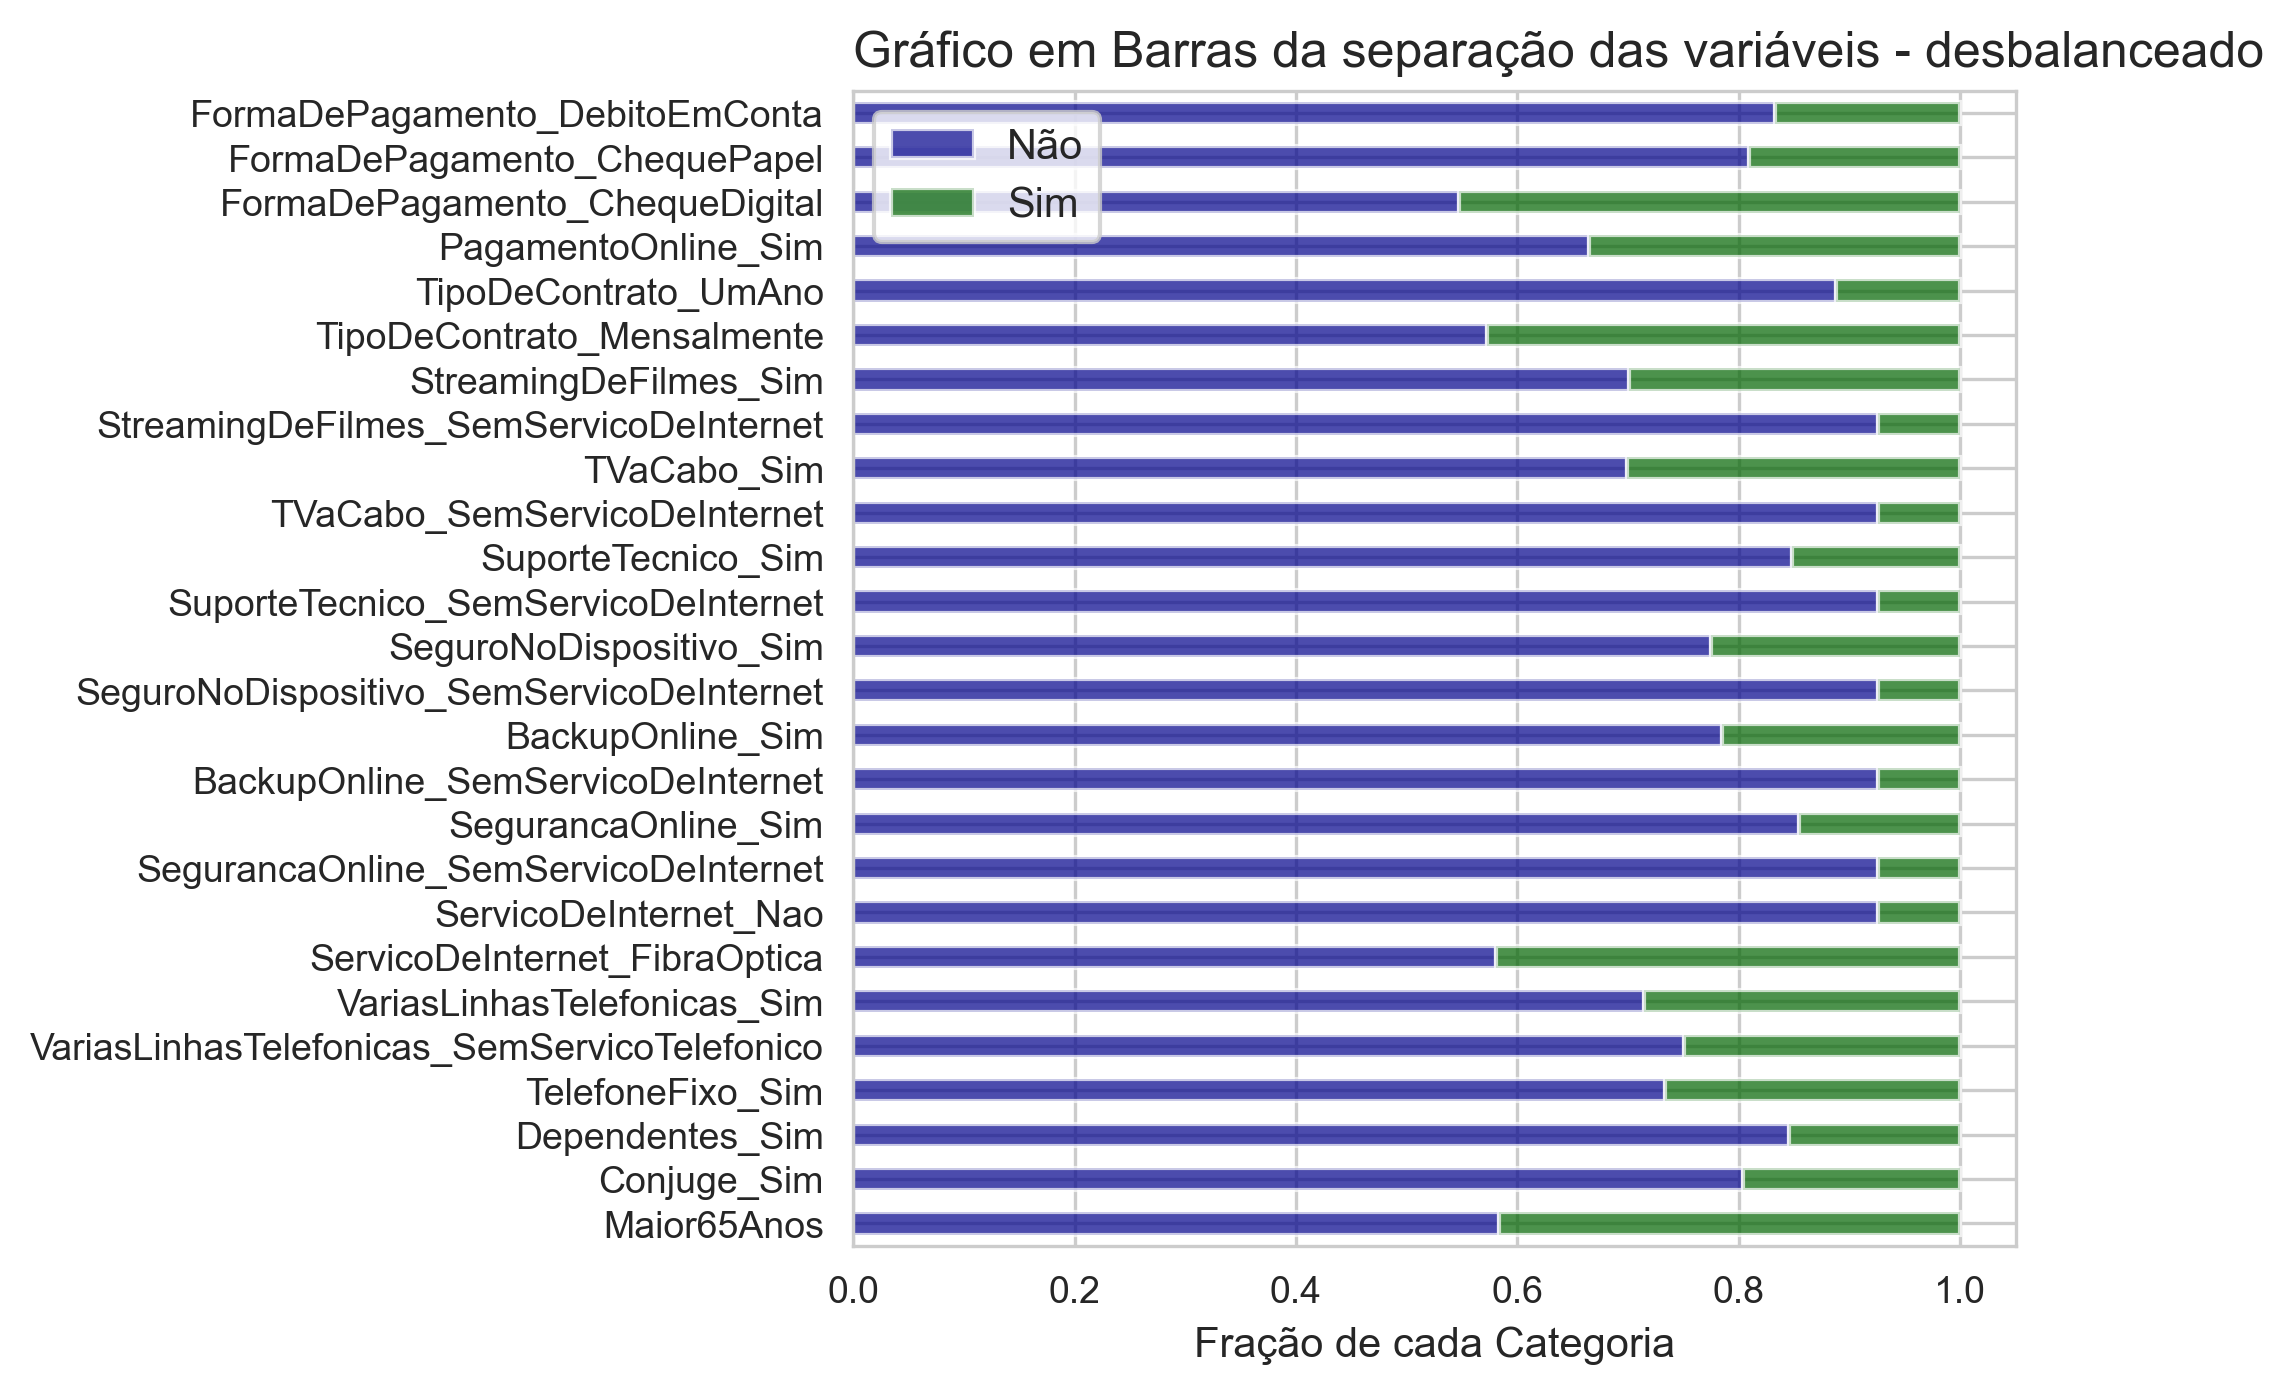 Gráfico em Barras da separação das variáveis - desbalanceado
FormaDePagamento_DebitoEmConta
FormaDePagamento_ChequePapel
FormaDePagamento_ChequeDigital
PagamentoOnline_Sim
TipoDeContrato_UmAno
TipoDeContrato_Mensalmente
StreamingDeFilmes_Sim
StreamingDeFilmes_SemServicoDeInternet
TVaCabo_Sim
TVaCabo_SemServicoDeInternet
SuporteTecnico_Sim
SuporteTecnico_SemServicoDeInternet
SeguroNoDispositivo_Sim
SeguroNoDispositivo_SemServicoDeInternet
BackupOnline_Sim
BackupOnline_SemServicoDeInternet
SegurancaOnline_Sim
SegurancaOnline_SemServicoDeInternet
ServicoDeInternet_Nao
ServicoDeInternet_FibraOptica
VariasLinhasTelefonicas_Sim
VariasLinhasTelefonicas_SemServicoTelefonico
TelefoneFixo_Sim
Dependentes_Sim
Conjuge_Sim
Maior65Anos
Não
Sim
0.0 0.2 0.4 0.6 0.8 1.0
Fração de cada Categoria